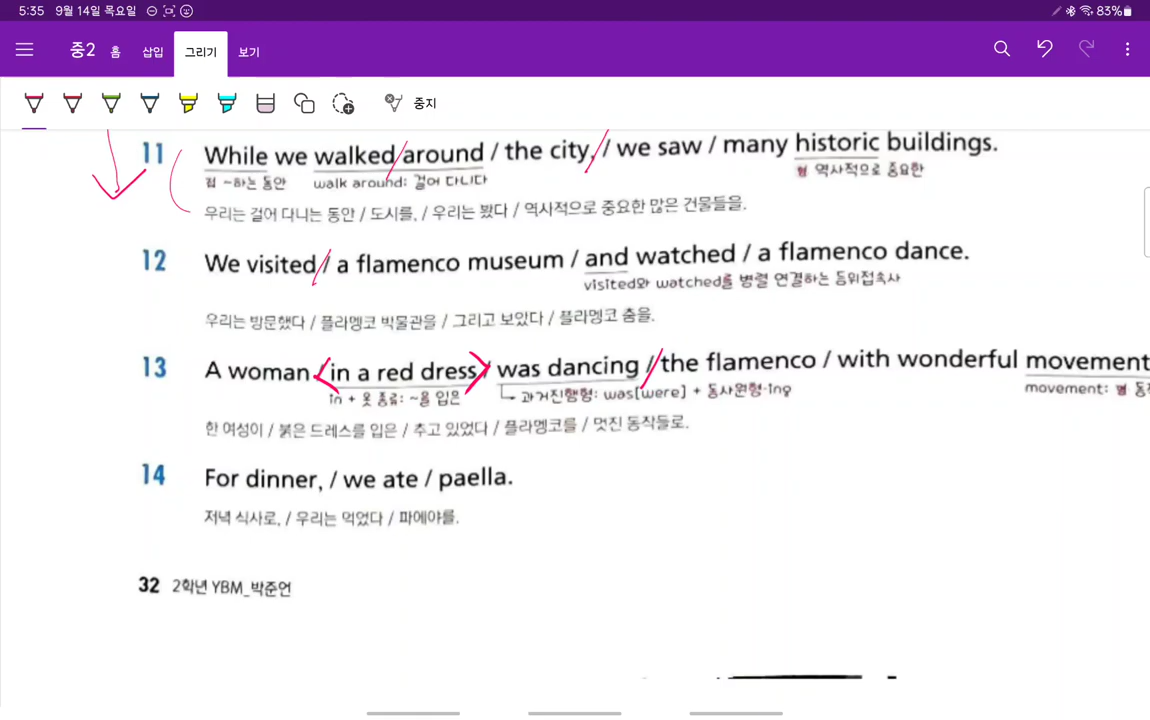 5:35 9월 14일 목요일 83%
중2 홈 삽입 그리기 보기
중지
11 While we walked around / the city, / we saw / many historic buildings.
접 ~하는 동안 walk around: 걸어 다니다 형 역사적으로 중요한
우리는 걸어 다니는 동안 / 도시를, / 우리는 봤다 / 역사적으로 중요한 많은 건물들을.
12 We visited / a flamenco museum / and watched / a flamenco dance.
visited와 watched를 병렬 연결하는 등위접속사
우리는 방문했다 / 플라멩코 박물관을 / 그리고 보았다 / 플라멩코 춤을.
13 A woman / in a red dress / was dancing / the flamenco / with wonderful movement
in + 옷 종류: ~을 입은 과거진행형: was[were] + 동사원형-ing movement: 명 동
한 여성이 / 붉은 드레스를 입은 / 추고 있었다 / 플라멩코를 / 멋진 동작들로.
14 For dinner, / we ate / paella.
저녁 식사로, / 우리는 먹었다 / 파에야를.
32 2학년 YBM_박준언